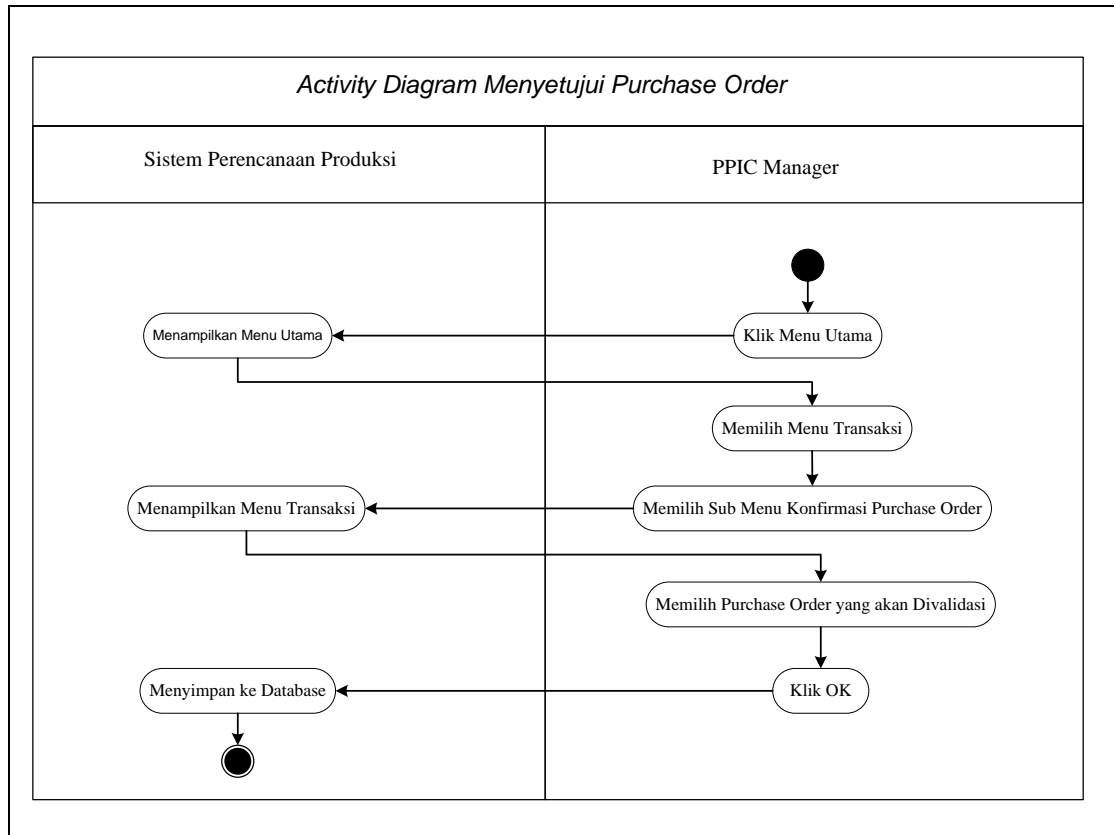 Activity Diagram Menyetujui Purchase Order
Sistem Perencanaan Produksi
PPIC Manager
Menampilkan Menu Utama
Klik Menu Utama
Memilih Menu Transaksi
Menampilkan Menu Transaksi
Memilih Sub Menu Konfirmasi Purchase Order
Memilih Purchase Order yang akan Divalidasi
Menyimpan ke Database
Klik OK